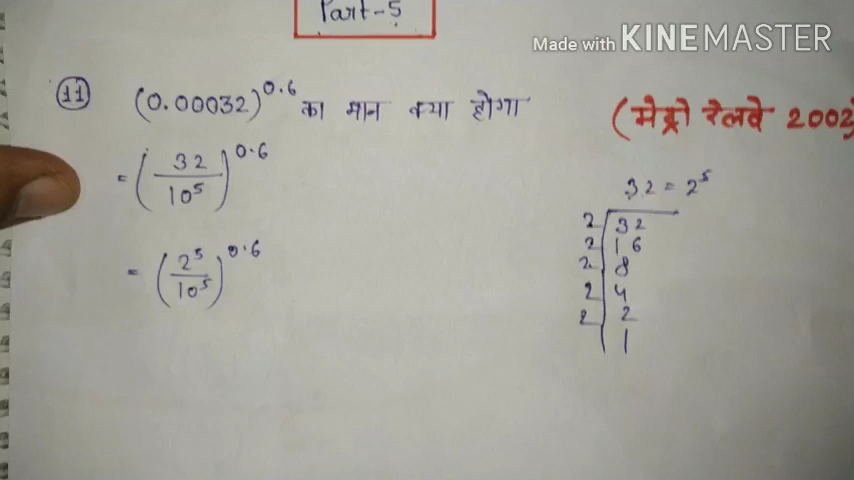 Part-5
Made with KINEMASTER
(11) (0.00032)^0.6 का मान क्या होगा
(मेट्रो रेलवे 2002)
= (32/10^5)^0.6
32 = 2^5
2 | 32
2 | 16
2 | 8
2 | 4
2 | 2
| 1
= (2^5/10^5)^0.6